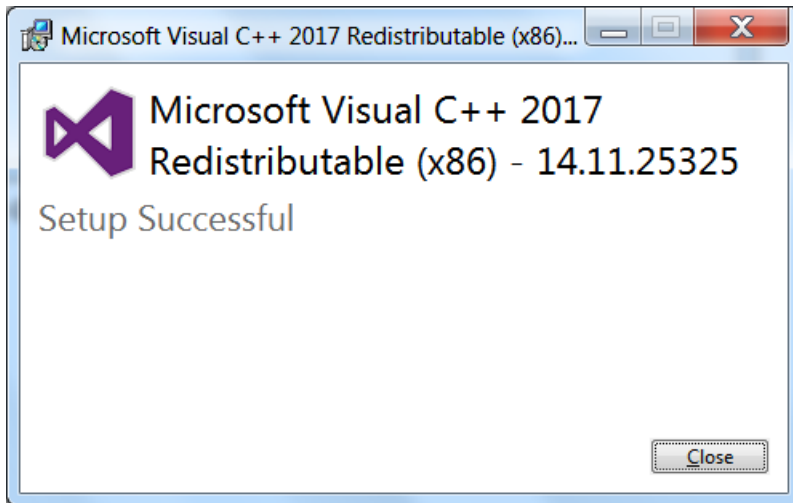 Microsoft Visual C++ 2017 Redistributable (x86)...
Microsoft Visual C++ 2017
Redistributable (x86) - 14.11.25325
Setup Successful
Close